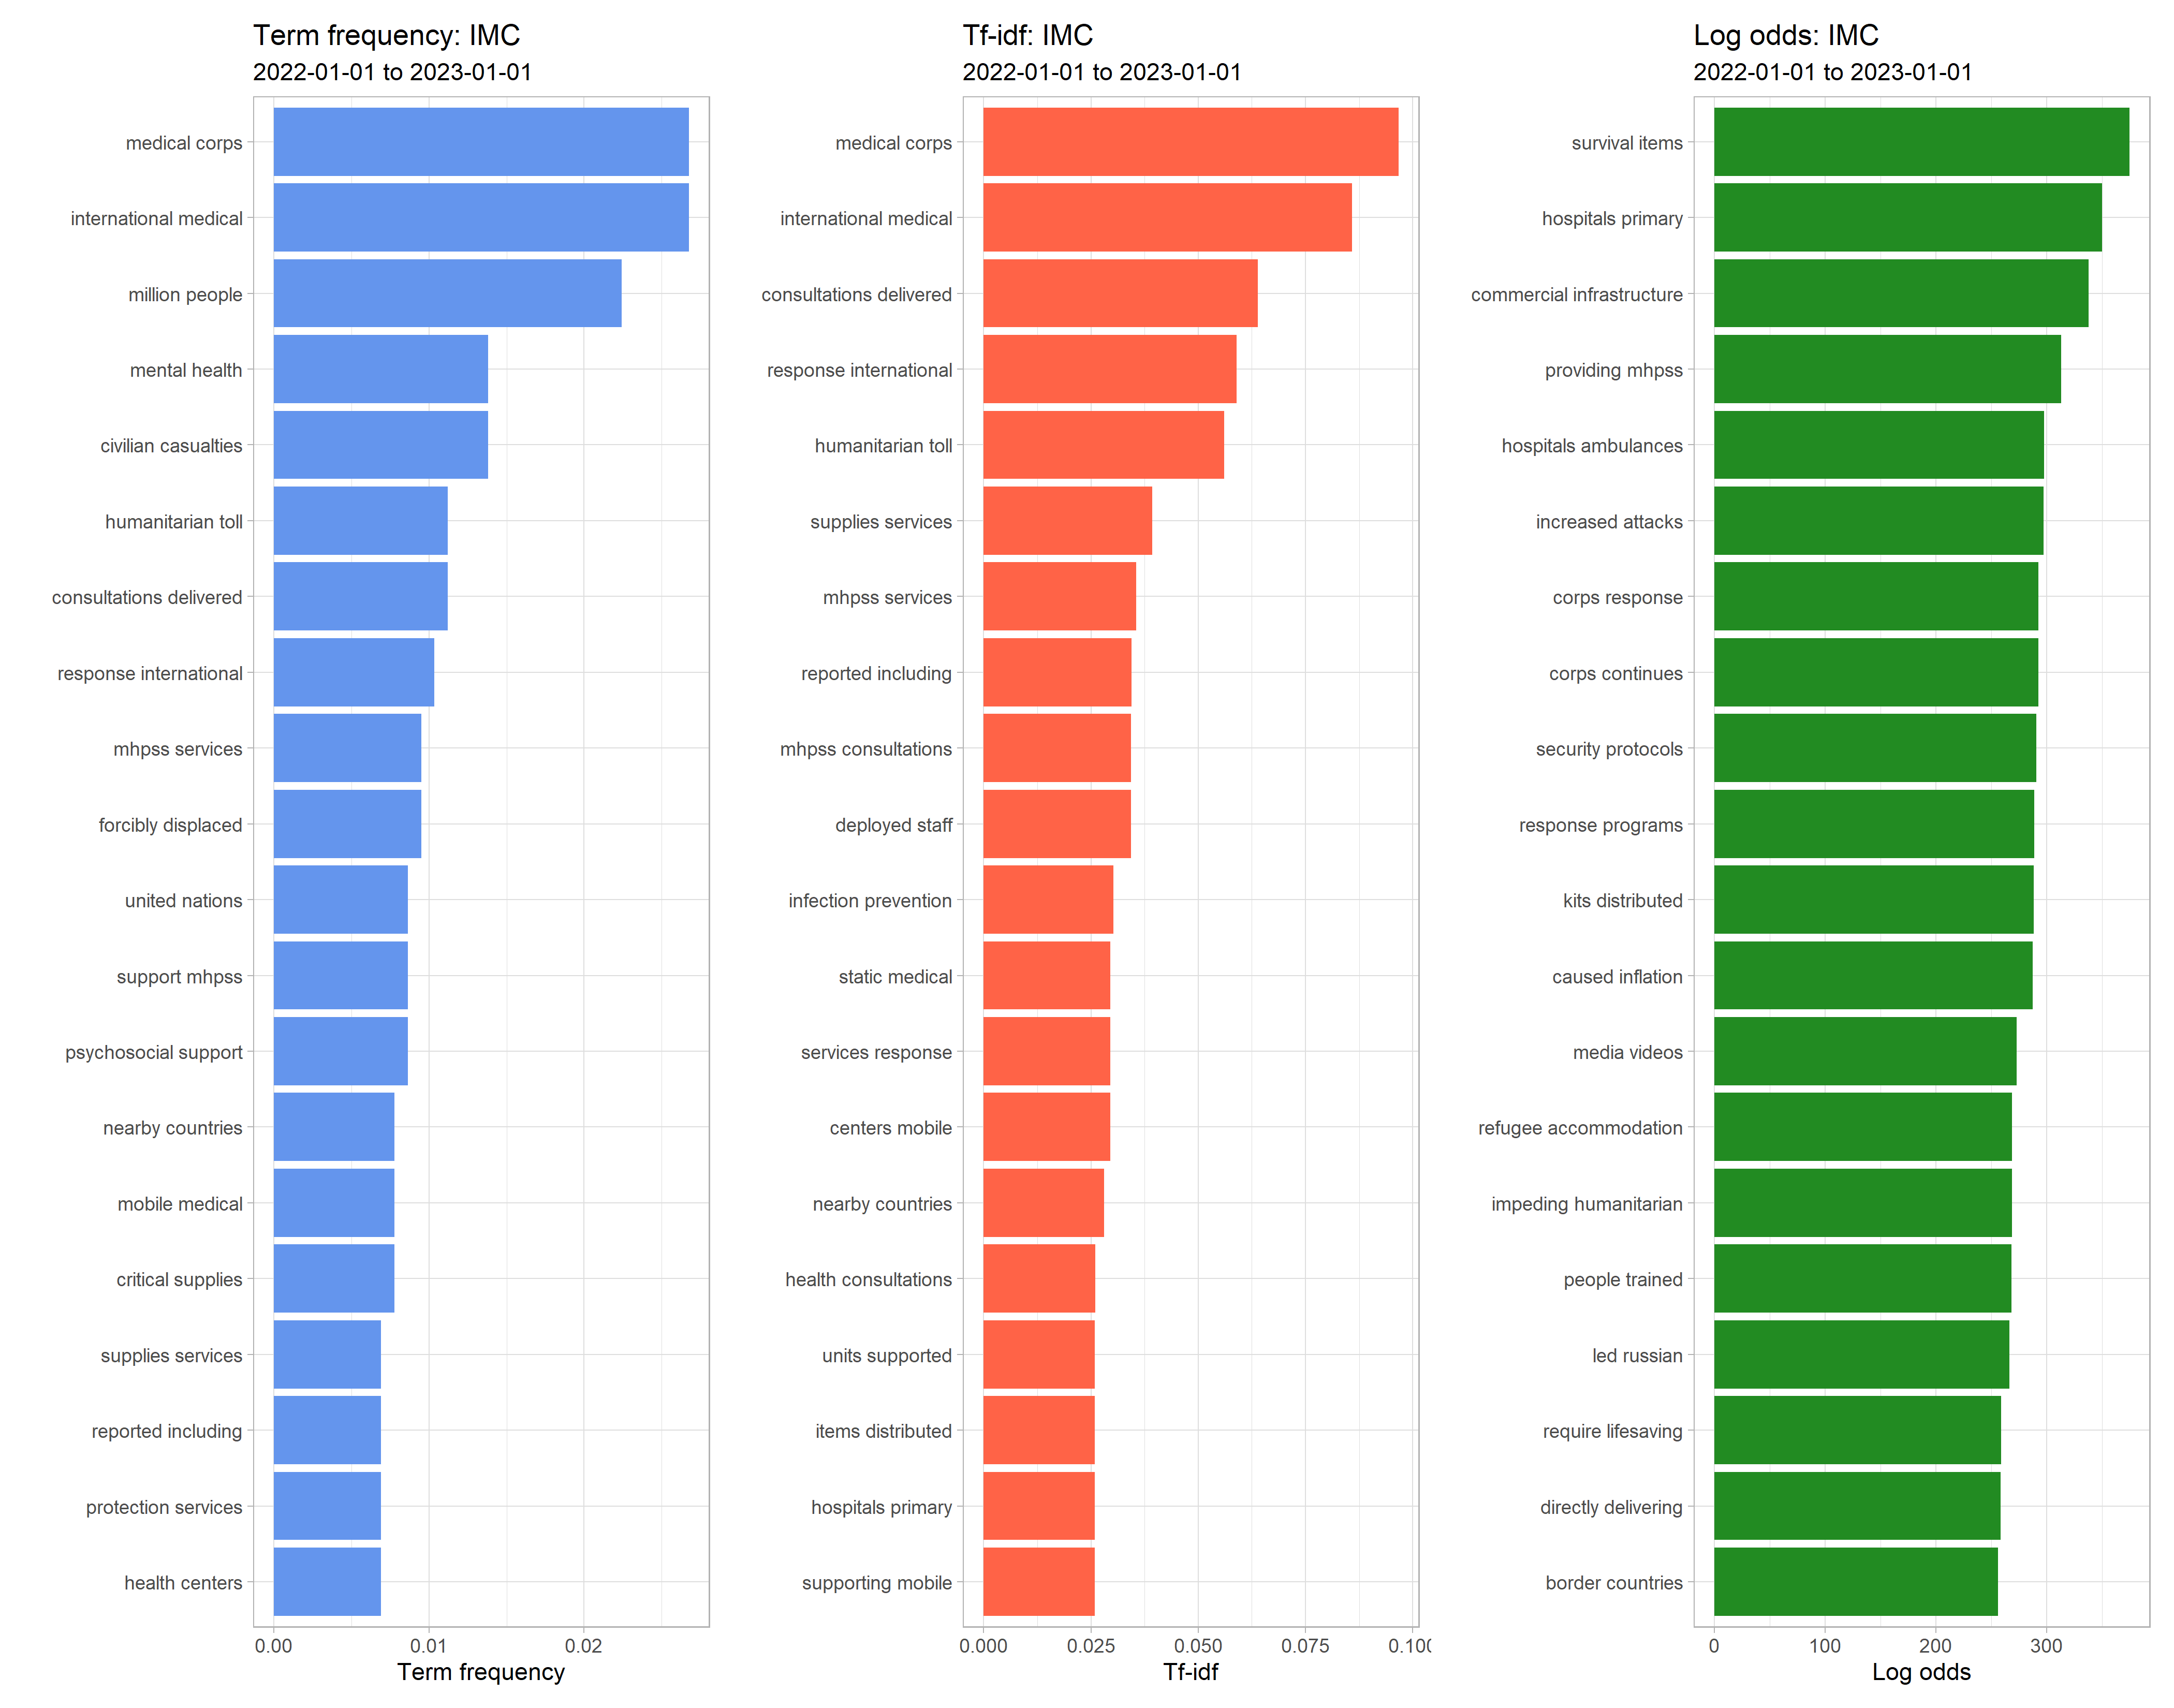 Term frequency: IMC
2022-01-01 to 2023-01-01
medical corps
international medical
million people
mental health
civilian casualties
humanitarian toll
consultations delivered
response international
mhpss services
forcibly displaced
united nations
support mhpss
psychosocial support
nearby countries
mobile medical
critical supplies
supplies services
reported including
protection services
health centers
0.00 0.01 0.02
Term frequency
Tf-idf: IMC
2022-01-01 to 2023-01-01
medical corps
international medical
consultations delivered
response international
humanitarian toll
supplies services
mhpss services
reported including
mhpss consultations
deployed staff
infection prevention
static medical
services response
centers mobile
nearby countries
health consultations
units supported
items distributed
hospitals primary
supporting mobile
0.000 0.025 0.050 0.075 0.100
Tf-idf
Log odds: IMC
2022-01-01 to 2023-01-01
survival items
hospitals primary
commercial infrastructure
providing mhpss
hospitals ambulances
increased attacks
corps response
corps continues
security protocols
response programs
kits distributed
caused inflation
media videos
refugee accommodation
impeding humanitarian
people trained
led russian
require lifesaving
directly delivering
border countries
0 100 200 300
Log odds